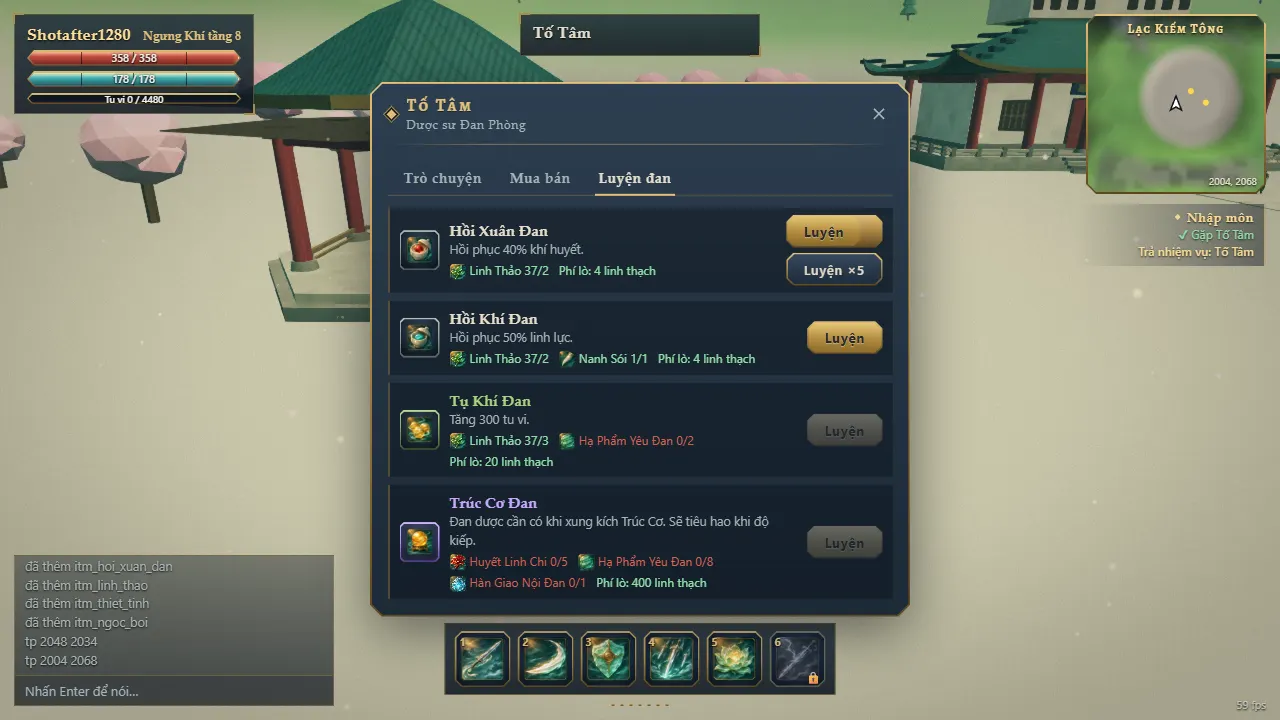 Shotafter1280 Ngưng Khí tầng 8
358 / 358
178 / 178
Tu vi 0 / 4480
Tố Tâm
Lạc Kiếm Tông
2004, 2068
Nhập môn
✓ Gặp Tố Tâm
Trả nhiệm vụ: Tố Tâm
Tố Tâm
Dược sư Đan Phòng
Trò chuyện Mua bán Luyện đan
Hồi Xuân Đan
Hồi phục 40% khí huyết.
Linh Thảo 37/2 Phí lò: 4 linh thạch
Luyện
Luyện ×5
Hồi Khí Đan
Hồi phục 50% linh lực.
Linh Thảo 37/2 Nanh Sói 1/1 Phí lò: 4 linh thạch
Luyện
Tụ Khí Đan
Tăng 300 tu vi.
Linh Thảo 37/3 Hạ Phẩm Yêu Đan 0/2
Phí lò: 20 linh thạch
Luyện
Trúc Cơ Đan
Đan dược cần có khi xung kích Trúc Cơ. Sẽ tiêu hao khi độ
kiếp.
Huyết Linh Chi 0/5 Hạ Phẩm Yêu Đan 0/8
Hàn Giao Nội Đan 0/1 Phí lò: 400 linh thạch
Luyện
đã thêm itm_hoi_xuan_dan
đã thêm itm_linh_thao
đã thêm itm_thiet_tinh
đã thêm itm_ngoc_boi
tp 2048 2034
tp 2004 2068
Nhấn Enter để nói...
1 2 3 4 5 6
59 fps